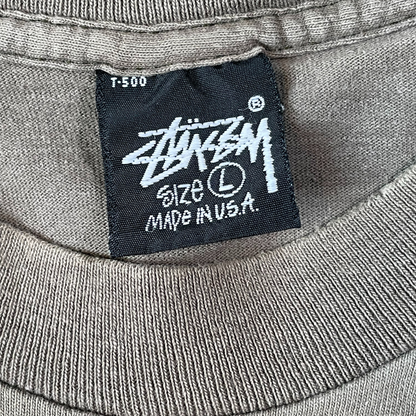 T-500
®
STÜSSY
SIZE L
MADE IN U.S.A.